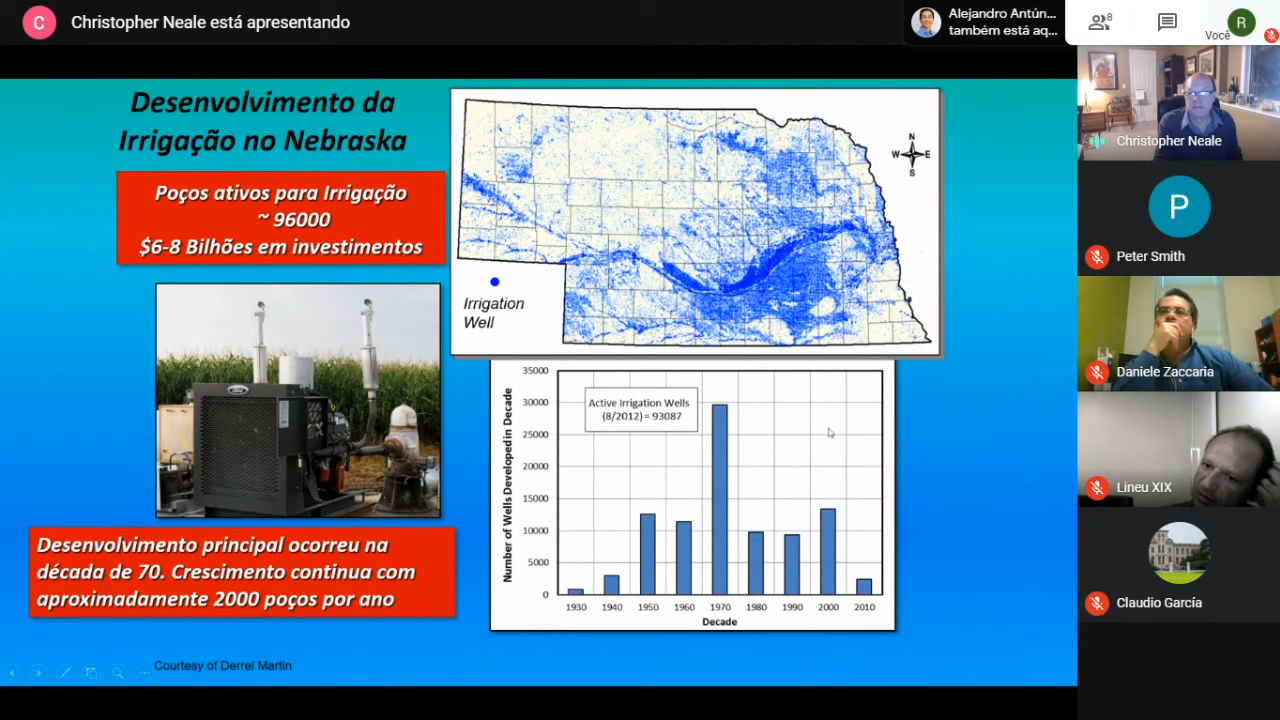 C
Christopher Neale está apresentando
Alejandro Antún...
também está aq...
8
Você
R
Desenvolvimento da
Irrigação no Nebraska
Poços ativos para Irrigação
~ 96000
$6-8 Bilhões em investimentos
N
W
E
S
Irrigation
Well
Ford
35000
30000
25000
20000
15000
10000
5000
0
Number of Wells Developed in Decade
Active Irrigation Wells
(8/2012) = 93087
1930 1940 1950 1960 1970 1980 1990 2000 2010
Decade
Desenvolvimento principal ocorreu na
década de 70. Crescimento continua com
aproximadamente 2000 poços por ano
Courtesy of Derrel Martin
Christopher Neale
P
Peter Smith
Daniele Zaccaria
Lineu XIX
Claudio García